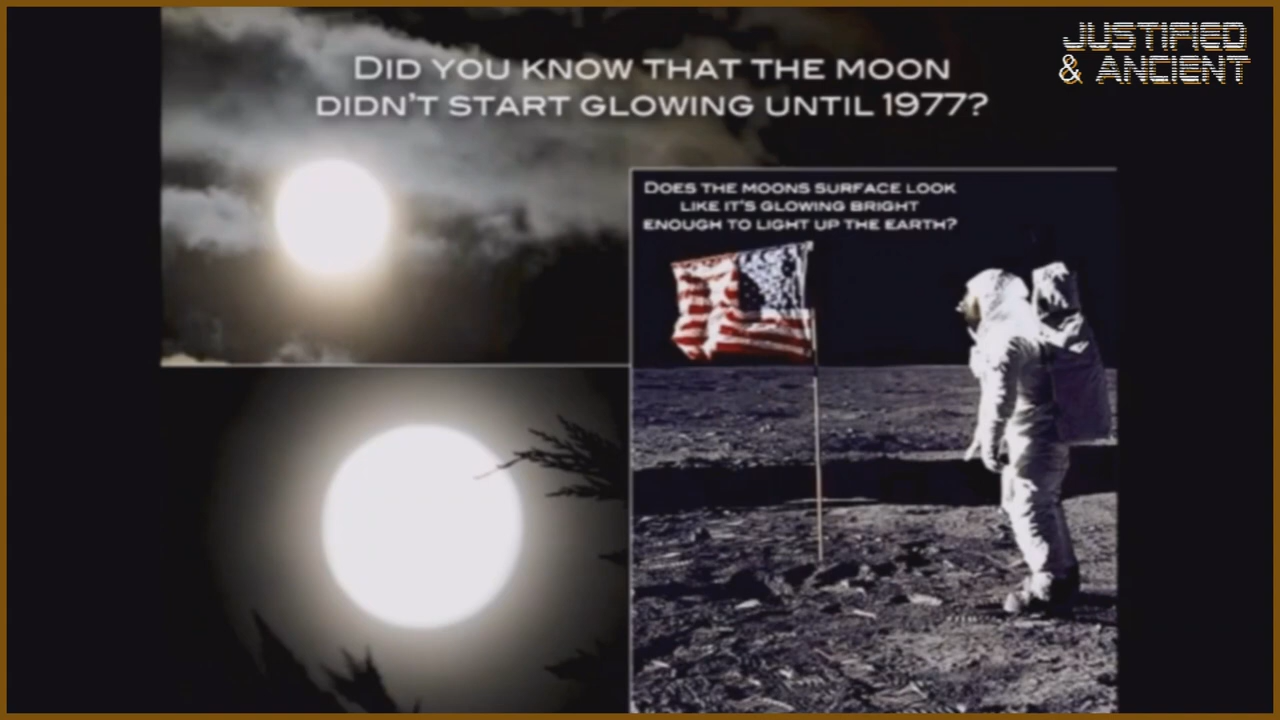 DID YOU KNOW THAT THE MOON
DIDN'T START GLOWING UNTIL 1977?
JUSTIFIED
& ANCIENT
DOES THE MOONS SURFACE LOOK
LIKE IT'S GLOWING BRIGHT
ENOUGH TO LIGHT UP THE EARTH?